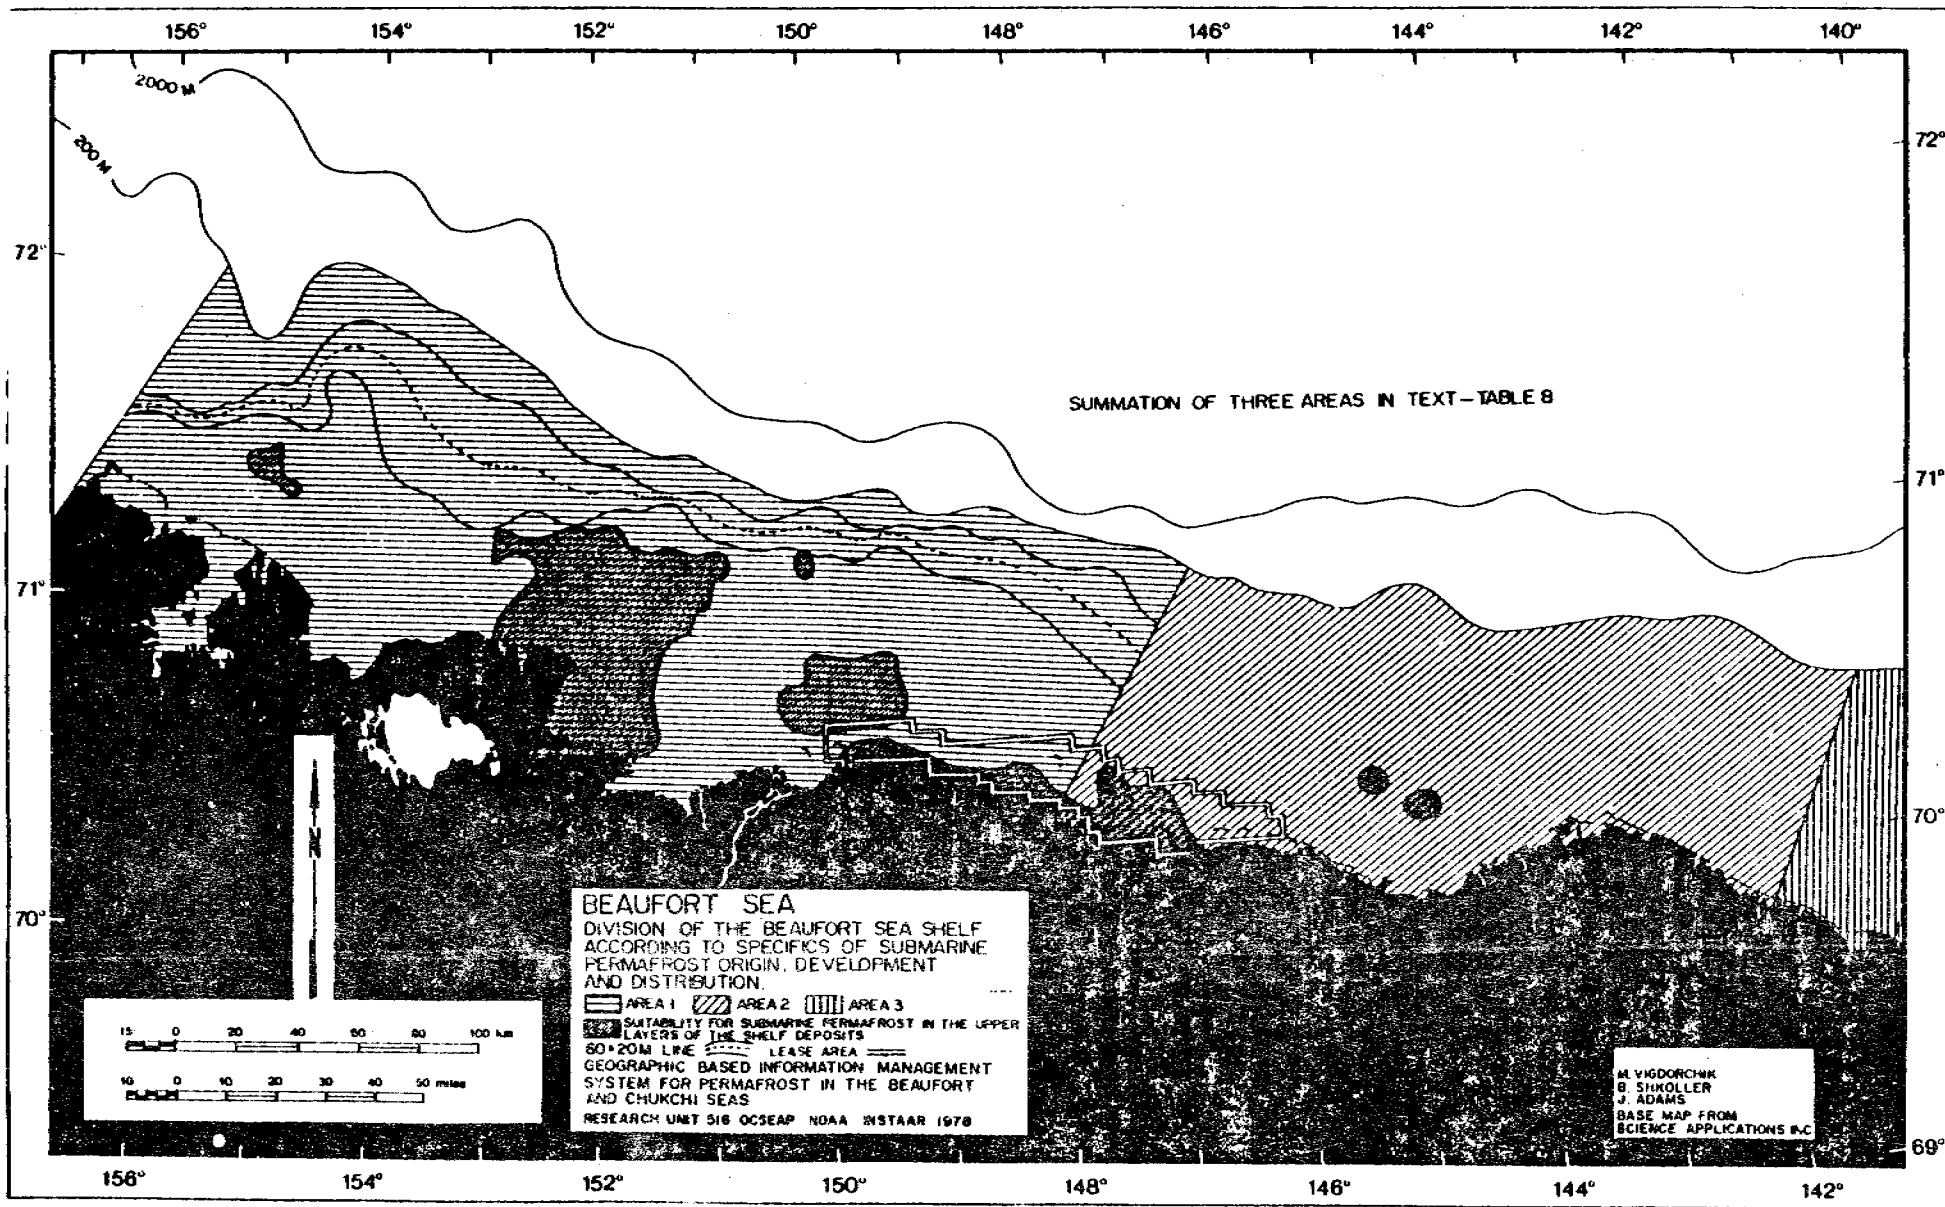 156° 154° 152° 150° 148° 146° 144° 142° 140°
2000 M
200 M
72°
72°
SUMMATION OF THREE AREAS IN TEXT-TABLE 8
71°
71°
70°
70°
N
BEAUFORT SEA
DIVISION OF THE BEAUFORT SEA SHELF
ACCORDING TO SPECIFICS OF SUBMARINE
PERMAFROST ORIGIN, DEVELOPMENT
AND DISTRIBUTION.
AREA 1 AREA 2 AREA 3
SUITABILITY FOR SUBMARINE PERMAFROST IN THE UPPER
LAYERS OF THE SHELF DEPOSITS
60+20M LINE LEASE AREA
GEOGRAPHIC BASED INFORMATION MANAGEMENT
SYSTEM FOR PERMAFROST IN THE BEAUFORT
AND CHUKCHI SEAS
RESEARCH UNIT 516 OCSEAP NOAA INSTAAR 1978
15 0 20 40 60 80 100 km
10 0 10 20 30 40 50 miles
M. VIGDORCHIK
B. SHKOLLER
J. ADAMS
BASE MAP FROM
SCIENCE APPLICATIONS INC
69°
156° 154° 152° 150° 148° 146° 144° 142°